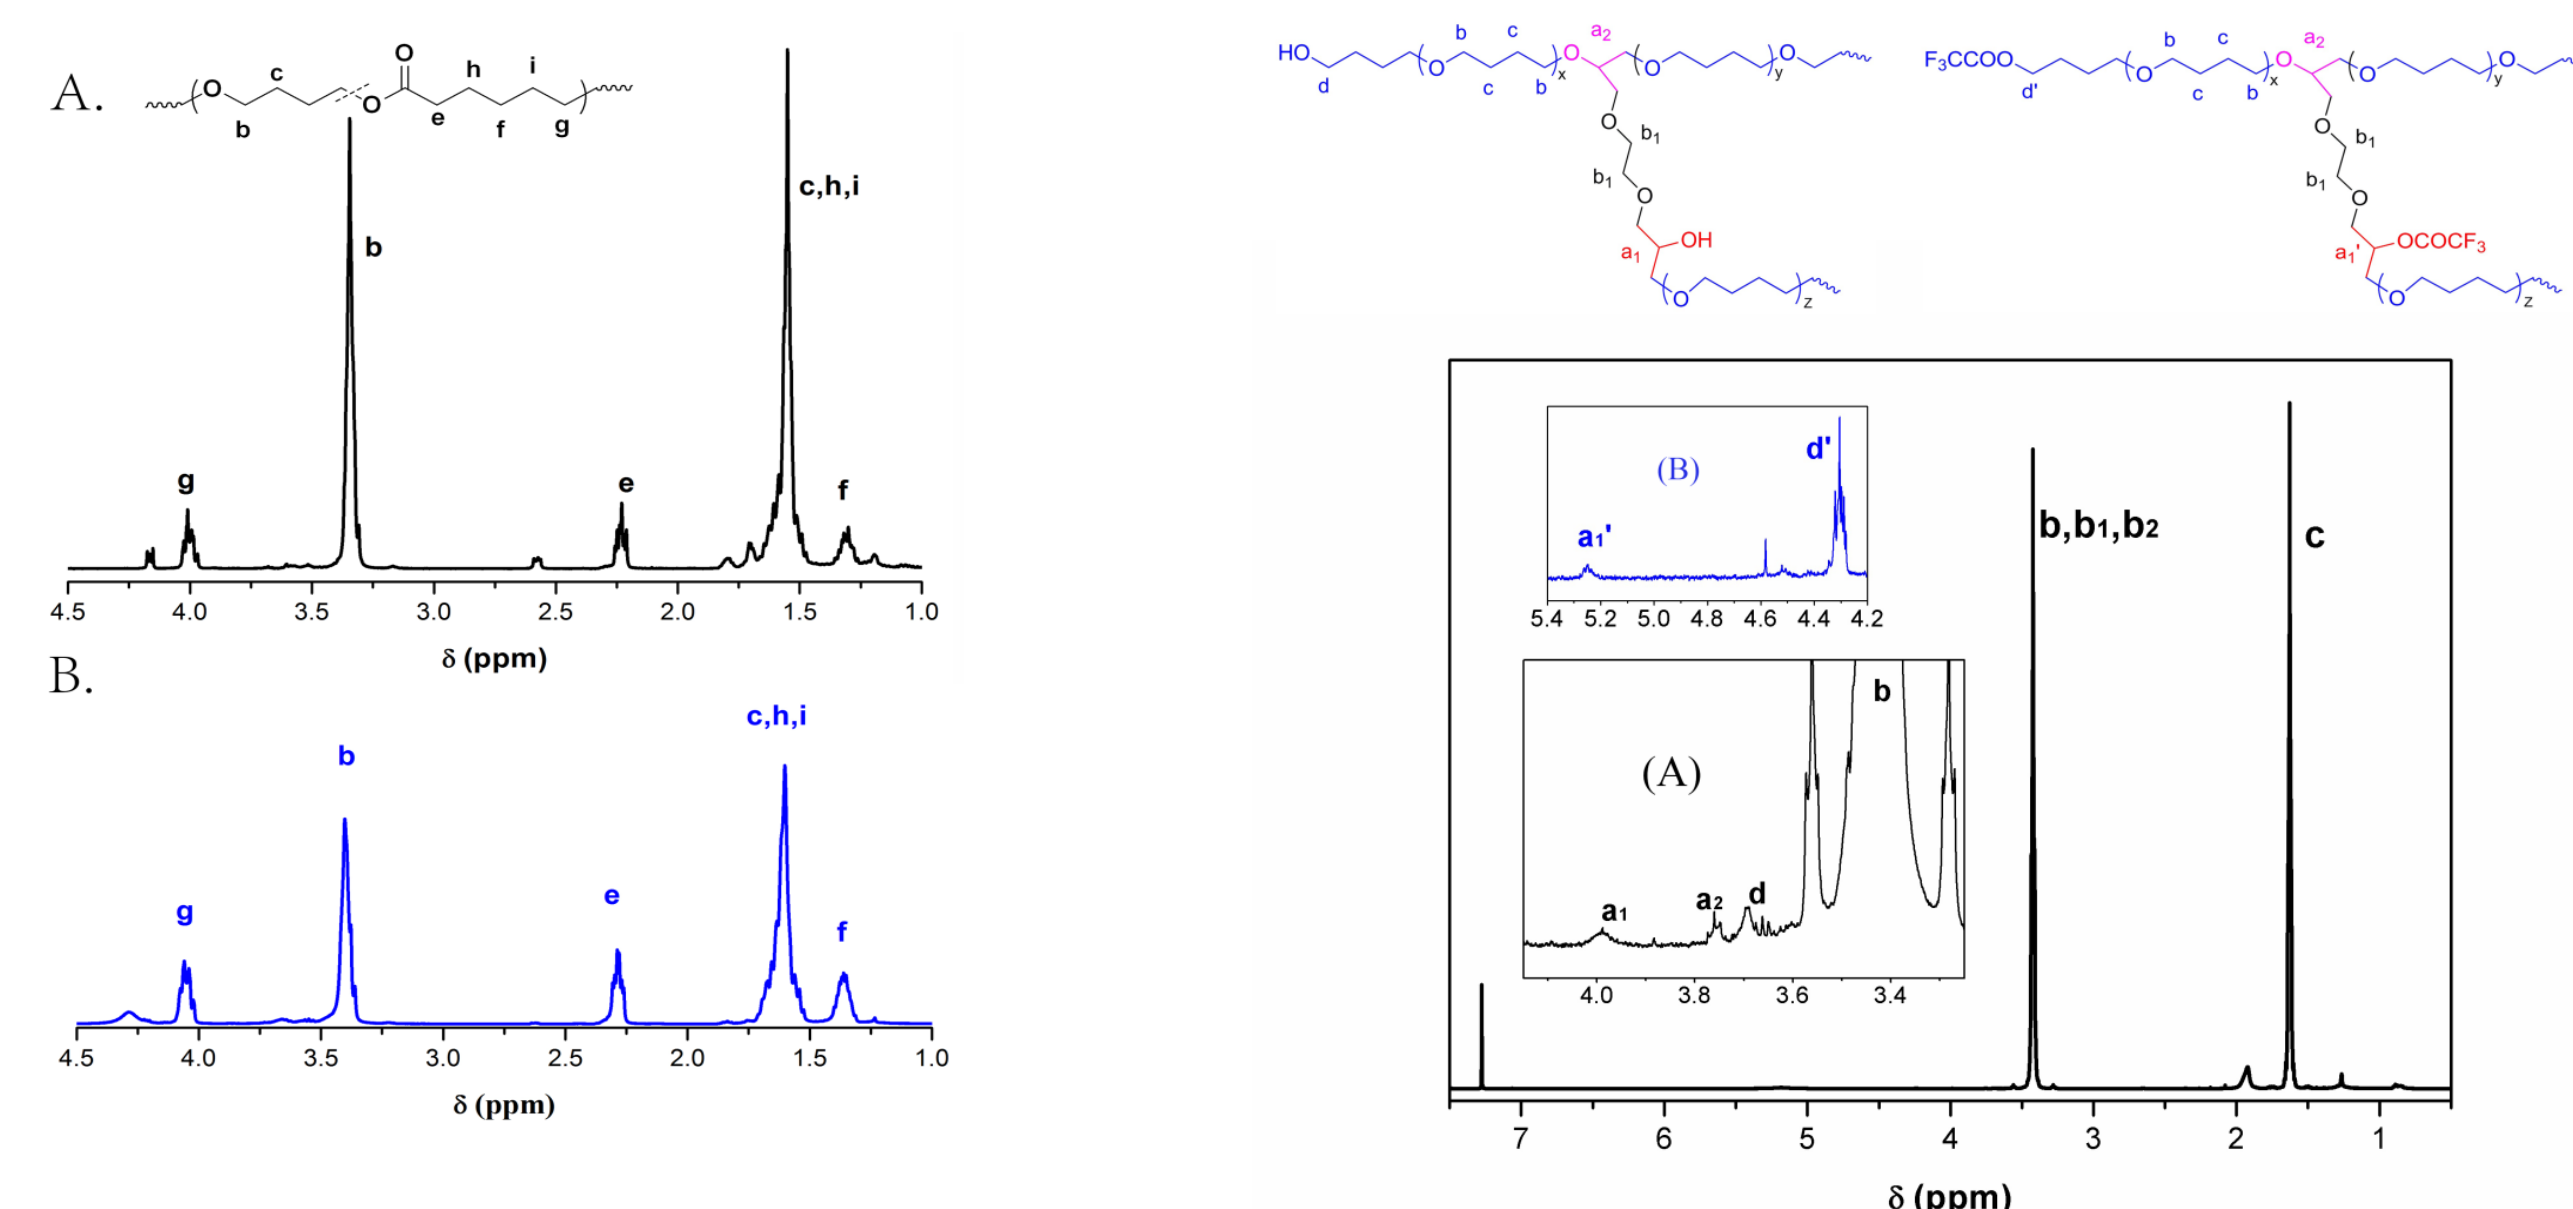 A.
O
O
O
c
h
i
b
e
f
g
b
c,h,i
g
e
f
4.5 4.0 3.5 3.0 2.5 2.0 1.5 1.0
δ (ppm)
B.
c,h,i
b
g
e
f
4.5 4.0 3.5 3.0 2.5 2.0 1.5 1.0
δ (ppm)
b c a₂
HO O x O O y O
d c b
O b₁
b₁
O
OH
a₁
O z
b c a₂
F₃CCOO O x O O y O
d' c b
O b₁
b₁
O
OCOCF₃
a₁'
O z
(B)
d'
a₁'
5.4 5.2 5.0 4.8 4.6 4.4 4.2
b,b₁,b₂
c
(A)
b
a₁
a₂
d
4.0 3.8 3.6 3.4
7 6 5 4 3 2 1
δ (ppm)